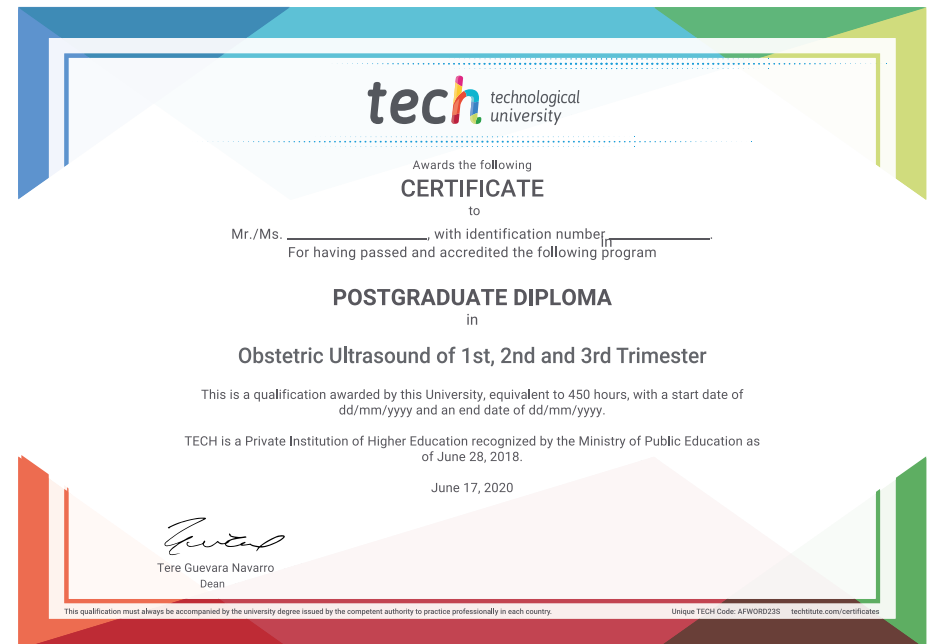 tech technological
university
Awards the following
CERTIFICATE
to
Mr./Ms. ____________________, with identification number ______________.
in
For having passed and accredited the following program
POSTGRADUATE DIPLOMA
in
Obstetric Ultrasound of 1st, 2nd and 3rd Trimester
This is a qualification awarded by this University, equivalent to 450 hours, with a start date of
dd/mm/yyyy and an end date of dd/mm/yyyy.
TECH is a Private Institution of Higher Education recognized by the Ministry of Public Education as
of June 28, 2018.
June 17, 2020
Tere Guevara Navarro
Dean
This qualification must always be accompanied by the university degree issued by the competent authority to practice professionally in each country.
Unique TECH Code: AFWORD23S techtitute.com/certificates